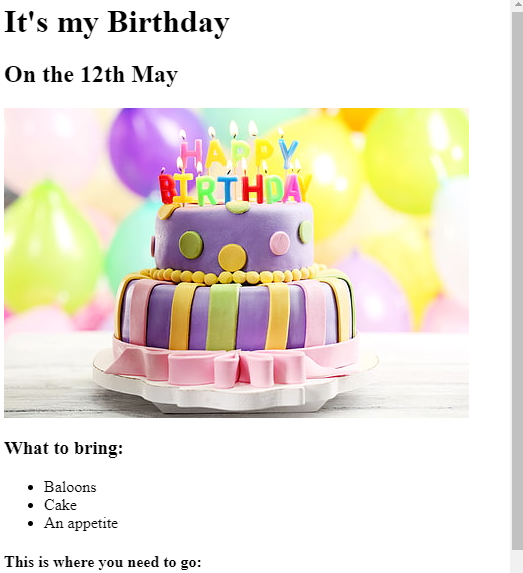 It's my Birthday
On the 12th May
HAPPY
BIRTHDAY
What to bring:
Baloons
Cake
An appetite
This is where you need to go: